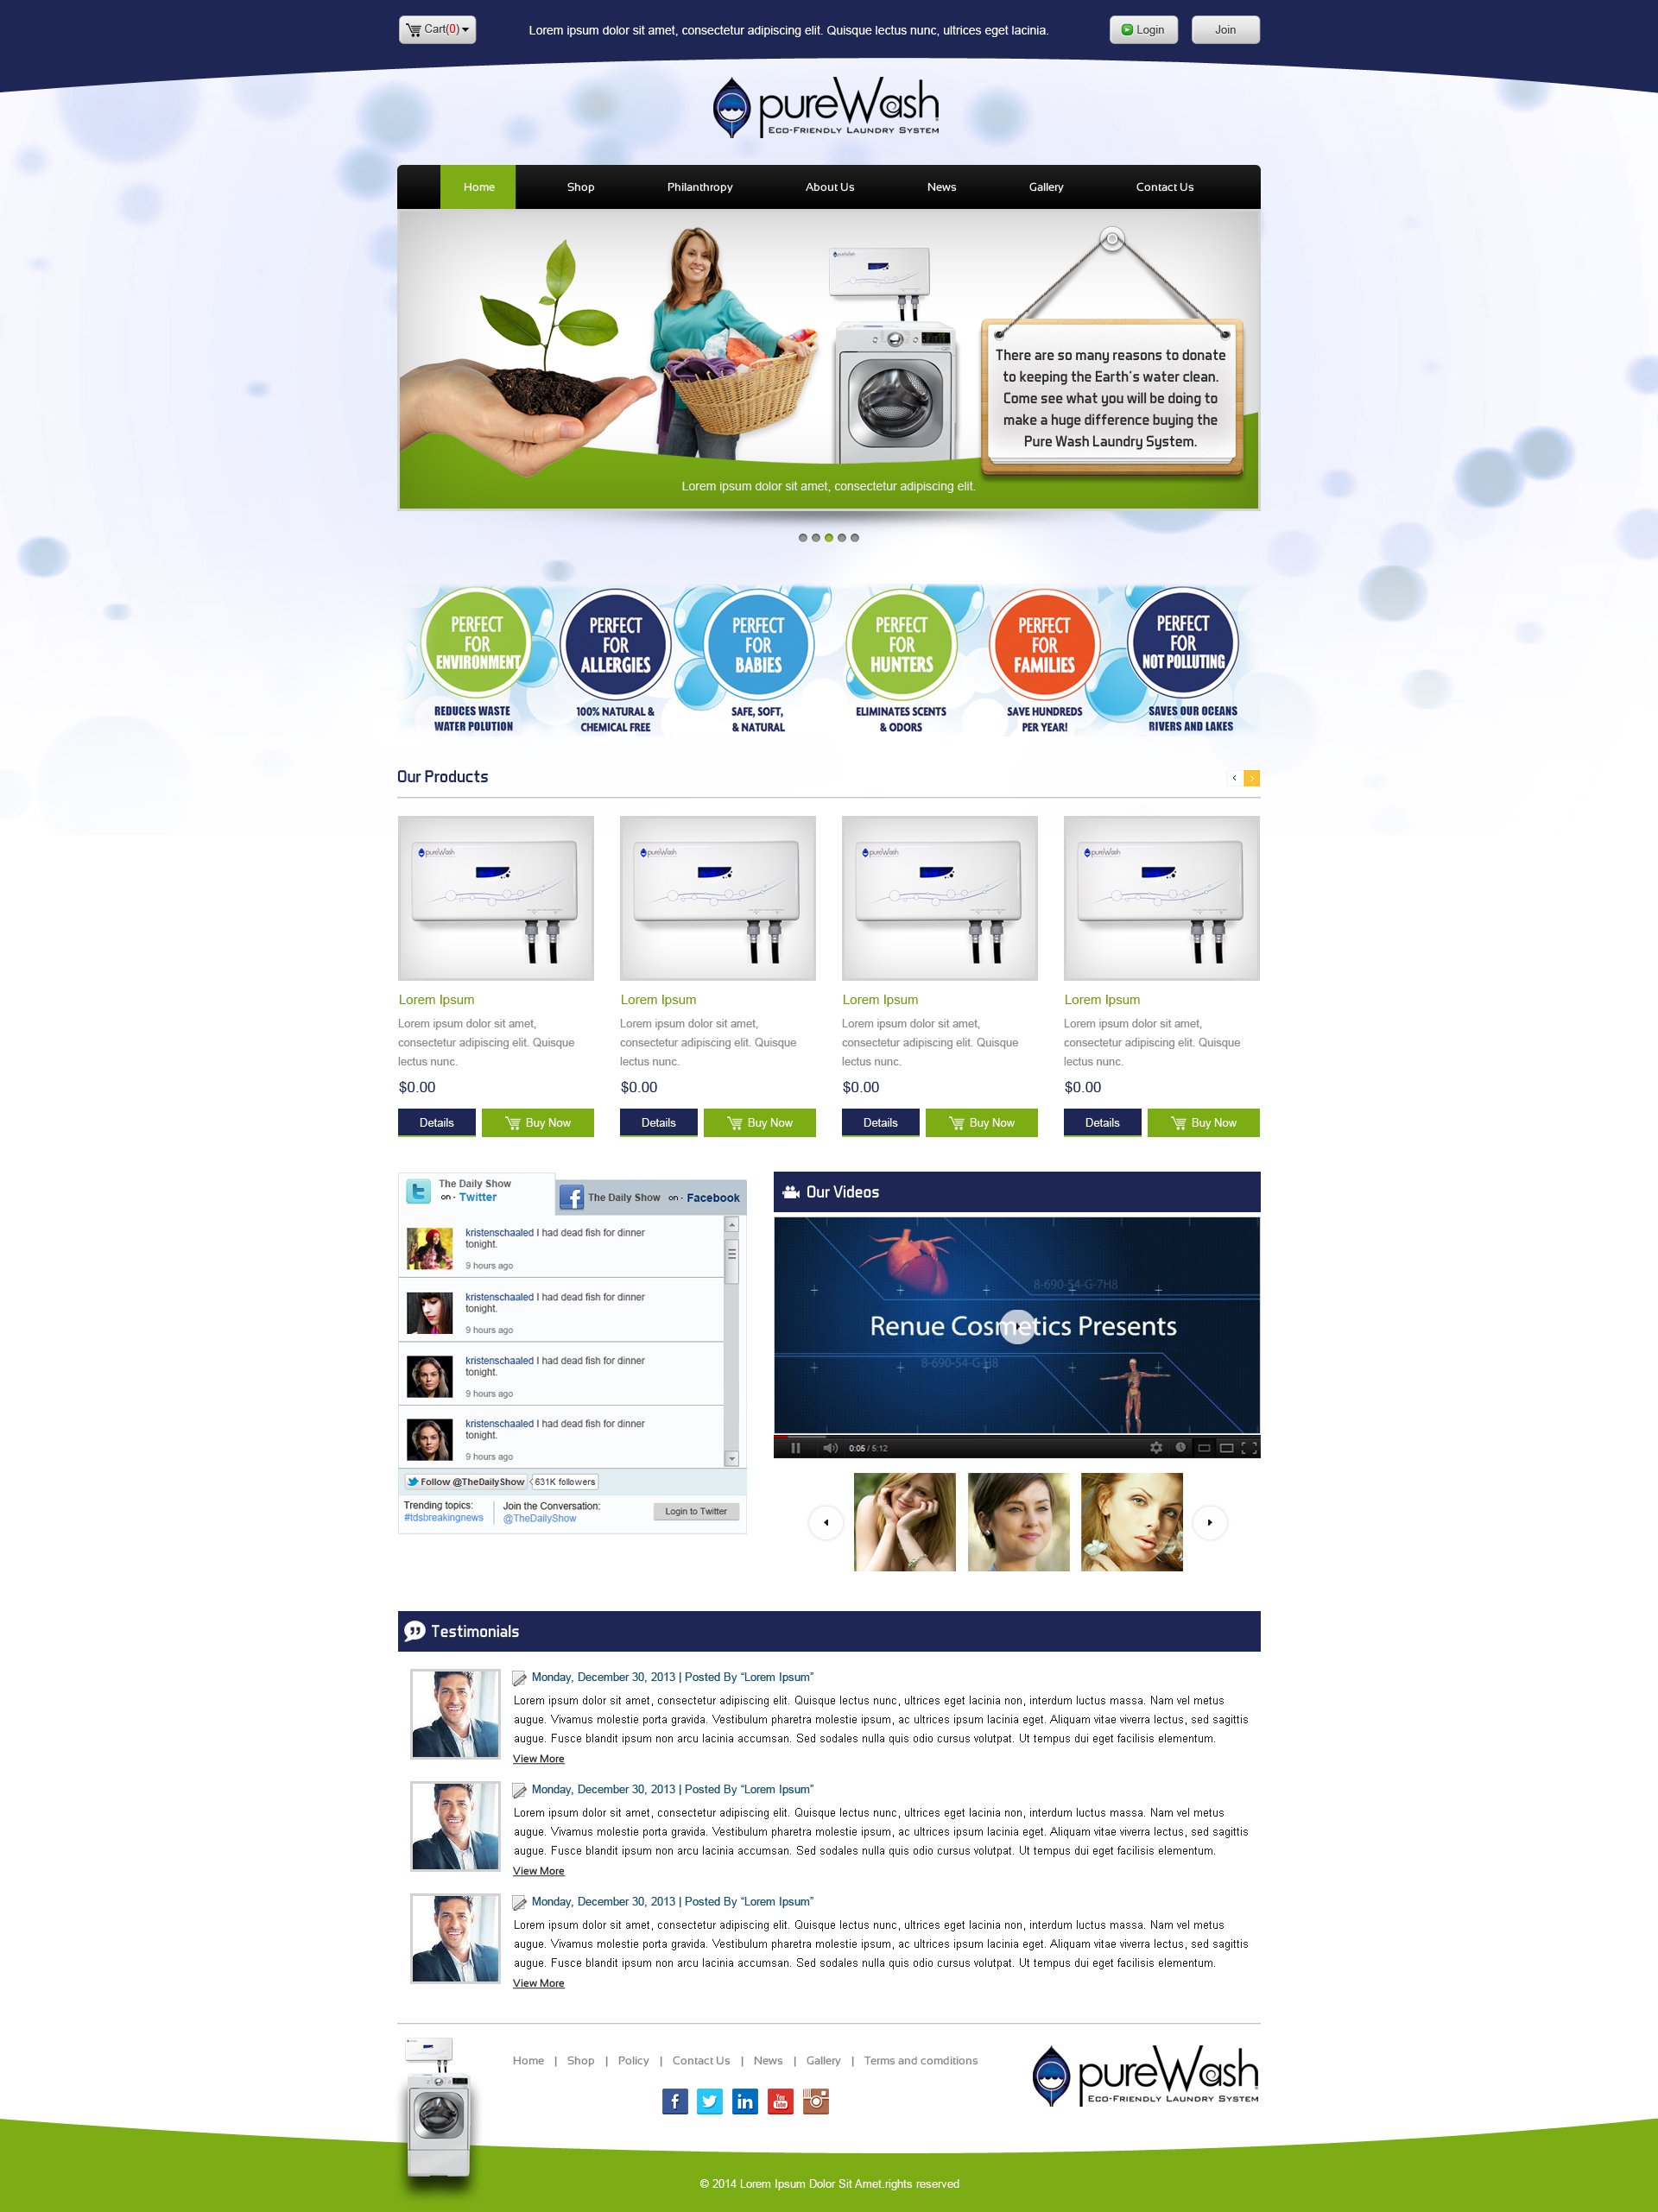 Cart(0)
Lorem ipsum dolor sit amet, consectetur adipiscing elit. Quisque lectus nunc, ultrices eget lacinia.
Login
Join
pureWash
Eco-Friendly Laundry System
Home
Shop
Philanthropy
About Us
News
Gallery
Contact Us
pureWash
There are so many reasons to donate
to keeping the Earth's water clean.
Come see what you will be doing to
make a huge difference buying the
Pure Wash Laundry System.
Lorem ipsum dolor sit amet, consectetur adipiscing elit.
PERFECT
FOR
ENVIRONMENT
REDUCES WASTE
WATER POLUTION
PERFECT
FOR
ALLERGIES
100% NATURAL &
CHEMICAL FREE
PERFECT
FOR
BABIES
SAFE, SOFT,
& NATURAL
PERFECT
FOR
HUNTERS
ELIMINATES SCENTS
& ODORS
PERFECT
FOR
FAMILIES
SAVE HUNDREDS
PER YEAR!
PERFECT
FOR
NOT POLLUTING
SAVES OUR OCEANS
RIVERS AND LAKES
Our Products
pureWash
pureWash
pureWash
pureWash
Lorem Ipsum
Lorem ipsum dolor sit amet,
consectetur adipiscing elit. Quisque
lectus nunc.
$0.00
Details
Buy Now
Lorem Ipsum
Lorem ipsum dolor sit amet,
consectetur adipiscing elit. Quisque
lectus nunc.
$0.00
Details
Buy Now
Lorem Ipsum
Lorem ipsum dolor sit amet,
consectetur adipiscing elit. Quisque
lectus nunc.
$0.00
Details
Buy Now
Lorem Ipsum
Lorem ipsum dolor sit amet,
consectetur adipiscing elit. Quisque
lectus nunc.
$0.00
Details
Buy Now
The Daily Show
on · Twitter
The Daily Show on · Facebook
kristenschaaled I had dead fish for dinner
tonight.
9 hours ago
kristenschaaled I had dead fish for dinner
tonight.
9 hours ago
kristenschaaled I had dead fish for dinner
tonight.
9 hours ago
kristenschaaled I had dead fish for dinner
tonight.
9 hours ago
Follow @TheDailyShow
631K followers
Trending topics:
#tdsbreakingnews
Join the Conversation:
@TheDailyShow
Login to Twitter
Our Videos
8-690-54-G-7H8
Renue Cosmetics Presents
8-690-54-G-H8
0:05 / 5:12
Testimonials
Monday, December 30, 2013 | Posted By “Lorem Ipsum”
Lorem ipsum dolor sit amet, consectetur adipiscing elit. Quisque lectus nunc, ultrices eget lacinia non, interdum luctus massa. Nam vel metus
augue. Vivamus molestie porta gravida. Vestibulum pharetra molestie ipsum, ac ultrices ipsum lacinia eget. Aliquam vitae viverra lectus, sed sagittis
augue. Fusce blandit ipsum non arcu lacinia accumsan. Sed sodales nulla quis odio cursus volutpat. Ut tempus dui eget facilisis elementum.
View More
Monday, December 30, 2013 | Posted By “Lorem Ipsum”
Lorem ipsum dolor sit amet, consectetur adipiscing elit. Quisque lectus nunc, ultrices eget lacinia non, interdum luctus massa. Nam vel metus
augue. Vivamus molestie porta gravida. Vestibulum pharetra molestie ipsum, ac ultrices ipsum lacinia eget. Aliquam vitae viverra lectus, sed sagittis
augue. Fusce blandit ipsum non arcu lacinia accumsan. Sed sodales nulla quis odio cursus volutpat. Ut tempus dui eget facilisis elementum.
View More
Monday, December 30, 2013 | Posted By “Lorem Ipsum”
Lorem ipsum dolor sit amet, consectetur adipiscing elit. Quisque lectus nunc, ultrices eget lacinia non, interdum luctus massa. Nam vel metus
augue. Vivamus molestie porta gravida. Vestibulum pharetra molestie ipsum, ac ultrices ipsum lacinia eget. Aliquam vitae viverra lectus, sed sagittis
augue. Fusce blandit ipsum non arcu lacinia accumsan. Sed sodales nulla quis odio cursus volutpat. Ut tempus dui eget facilisis elementum.
View More
Home | Shop | Policy | Contact Us | News | Gallery | Terms and comditions
You Tube
pureWash
Eco-Friendly Laundry System
© 2014 Lorem Ipsum Dolor Sit Amet.rights reserved